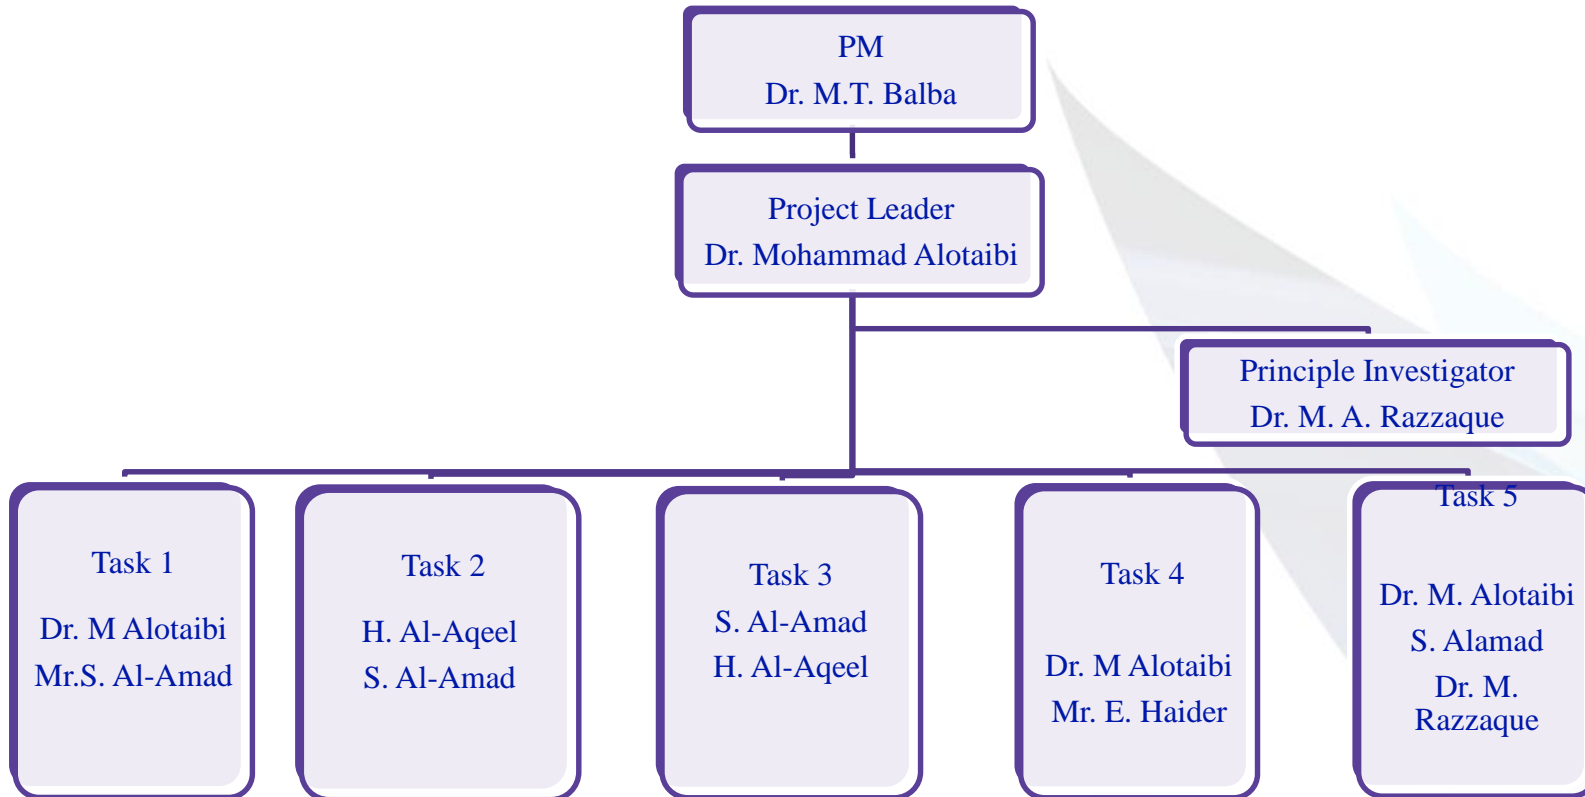 PM
Dr. M.T. Balba
Project Leader
Dr. Mohammad Alotaibi
Principle Investigator
Dr. M. A. Razzaque
Task 1
Dr. M Alotaibi
Mr.S. Al-Amad
Task 2
H. Al-Aqeel
S. Al-Amad
Task 3
S. Al-Amad
H. Al-Aqeel
Task 4
Dr. M Alotaibi
Mr. E. Haider
Task 5
Dr. M. Alotaibi
S. Alamad
Dr. M.
Razzaque